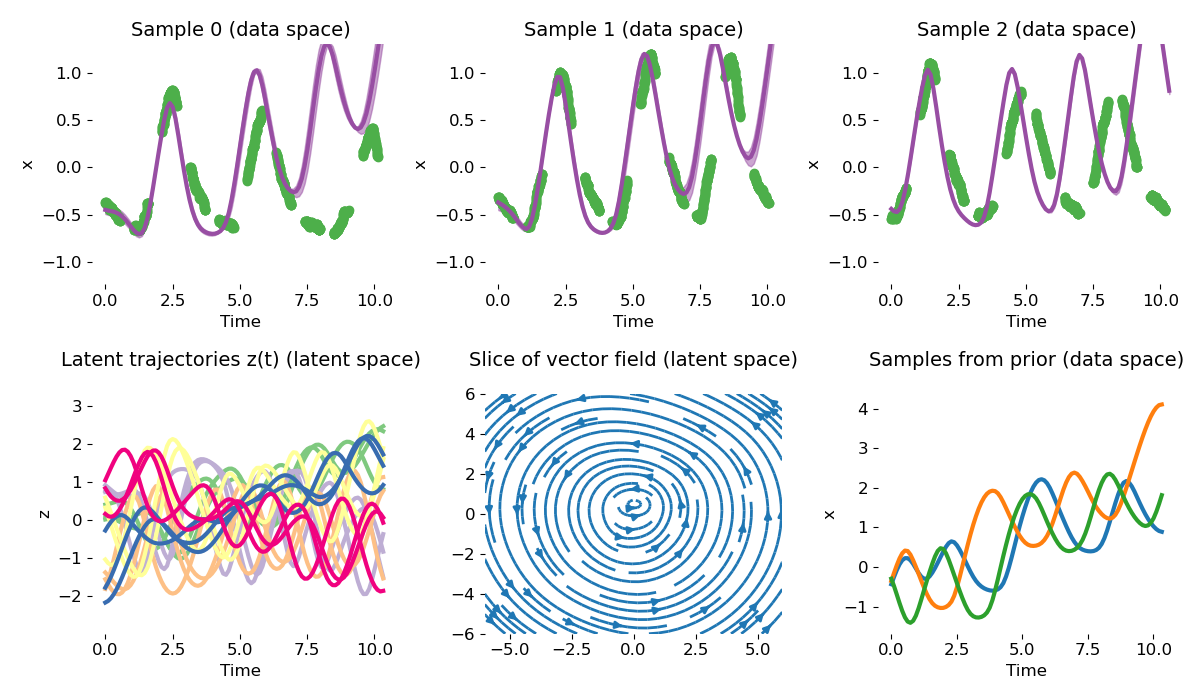 Sample 0 (data space)
Sample 1 (data space)
Sample 2 (data space)
x
1.0
0.5
0.0
−0.5
−1.0
0.0 2.5 5.0 7.5 10.0
Time
x
1.0
0.5
0.0
−0.5
−1.0
0.0 2.5 5.0 7.5 10.0
Time
x
1.0
0.5
0.0
−0.5
−1.0
0.0 2.5 5.0 7.5 10.0
Time
Latent trajectories z(t) (latent space)
Slice of vector field (latent space)
Samples from prior (data space)
z
3
2
1
0
−1
−2
0.0 2.5 5.0 7.5 10.0
Time
6
4
2
0
−2
−4
−6
−5.0 −2.5 0.0 2.5 5.0
x
4
3
2
1
0
−1
0.0 2.5 5.0 7.5 10.0
Time